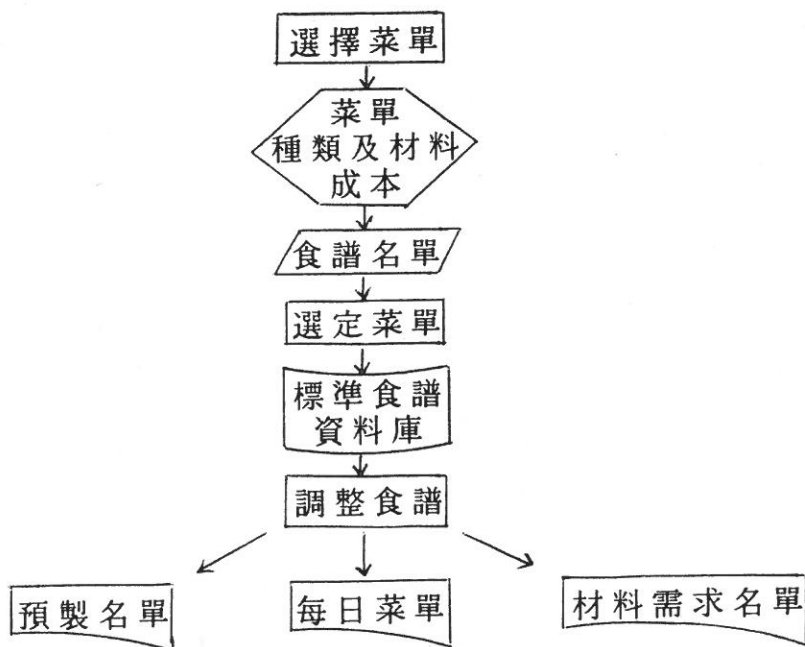 選擇菜單
菜單
種類及材料
成本
食譜名單
選定菜單
標準食譜
資料庫
調整食譜
預製名單
每日菜單
材料需求名單